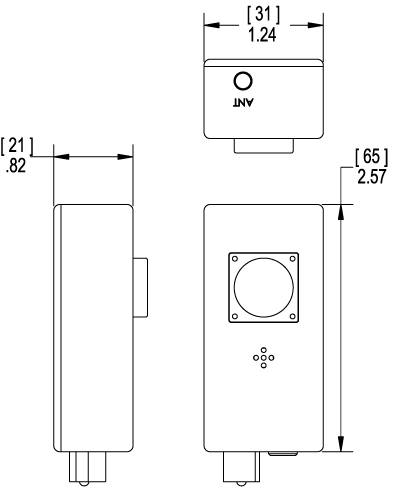 [ 31 ]
1.24
ANT
[ 21 ]
.82
[ 65 ]
2.57